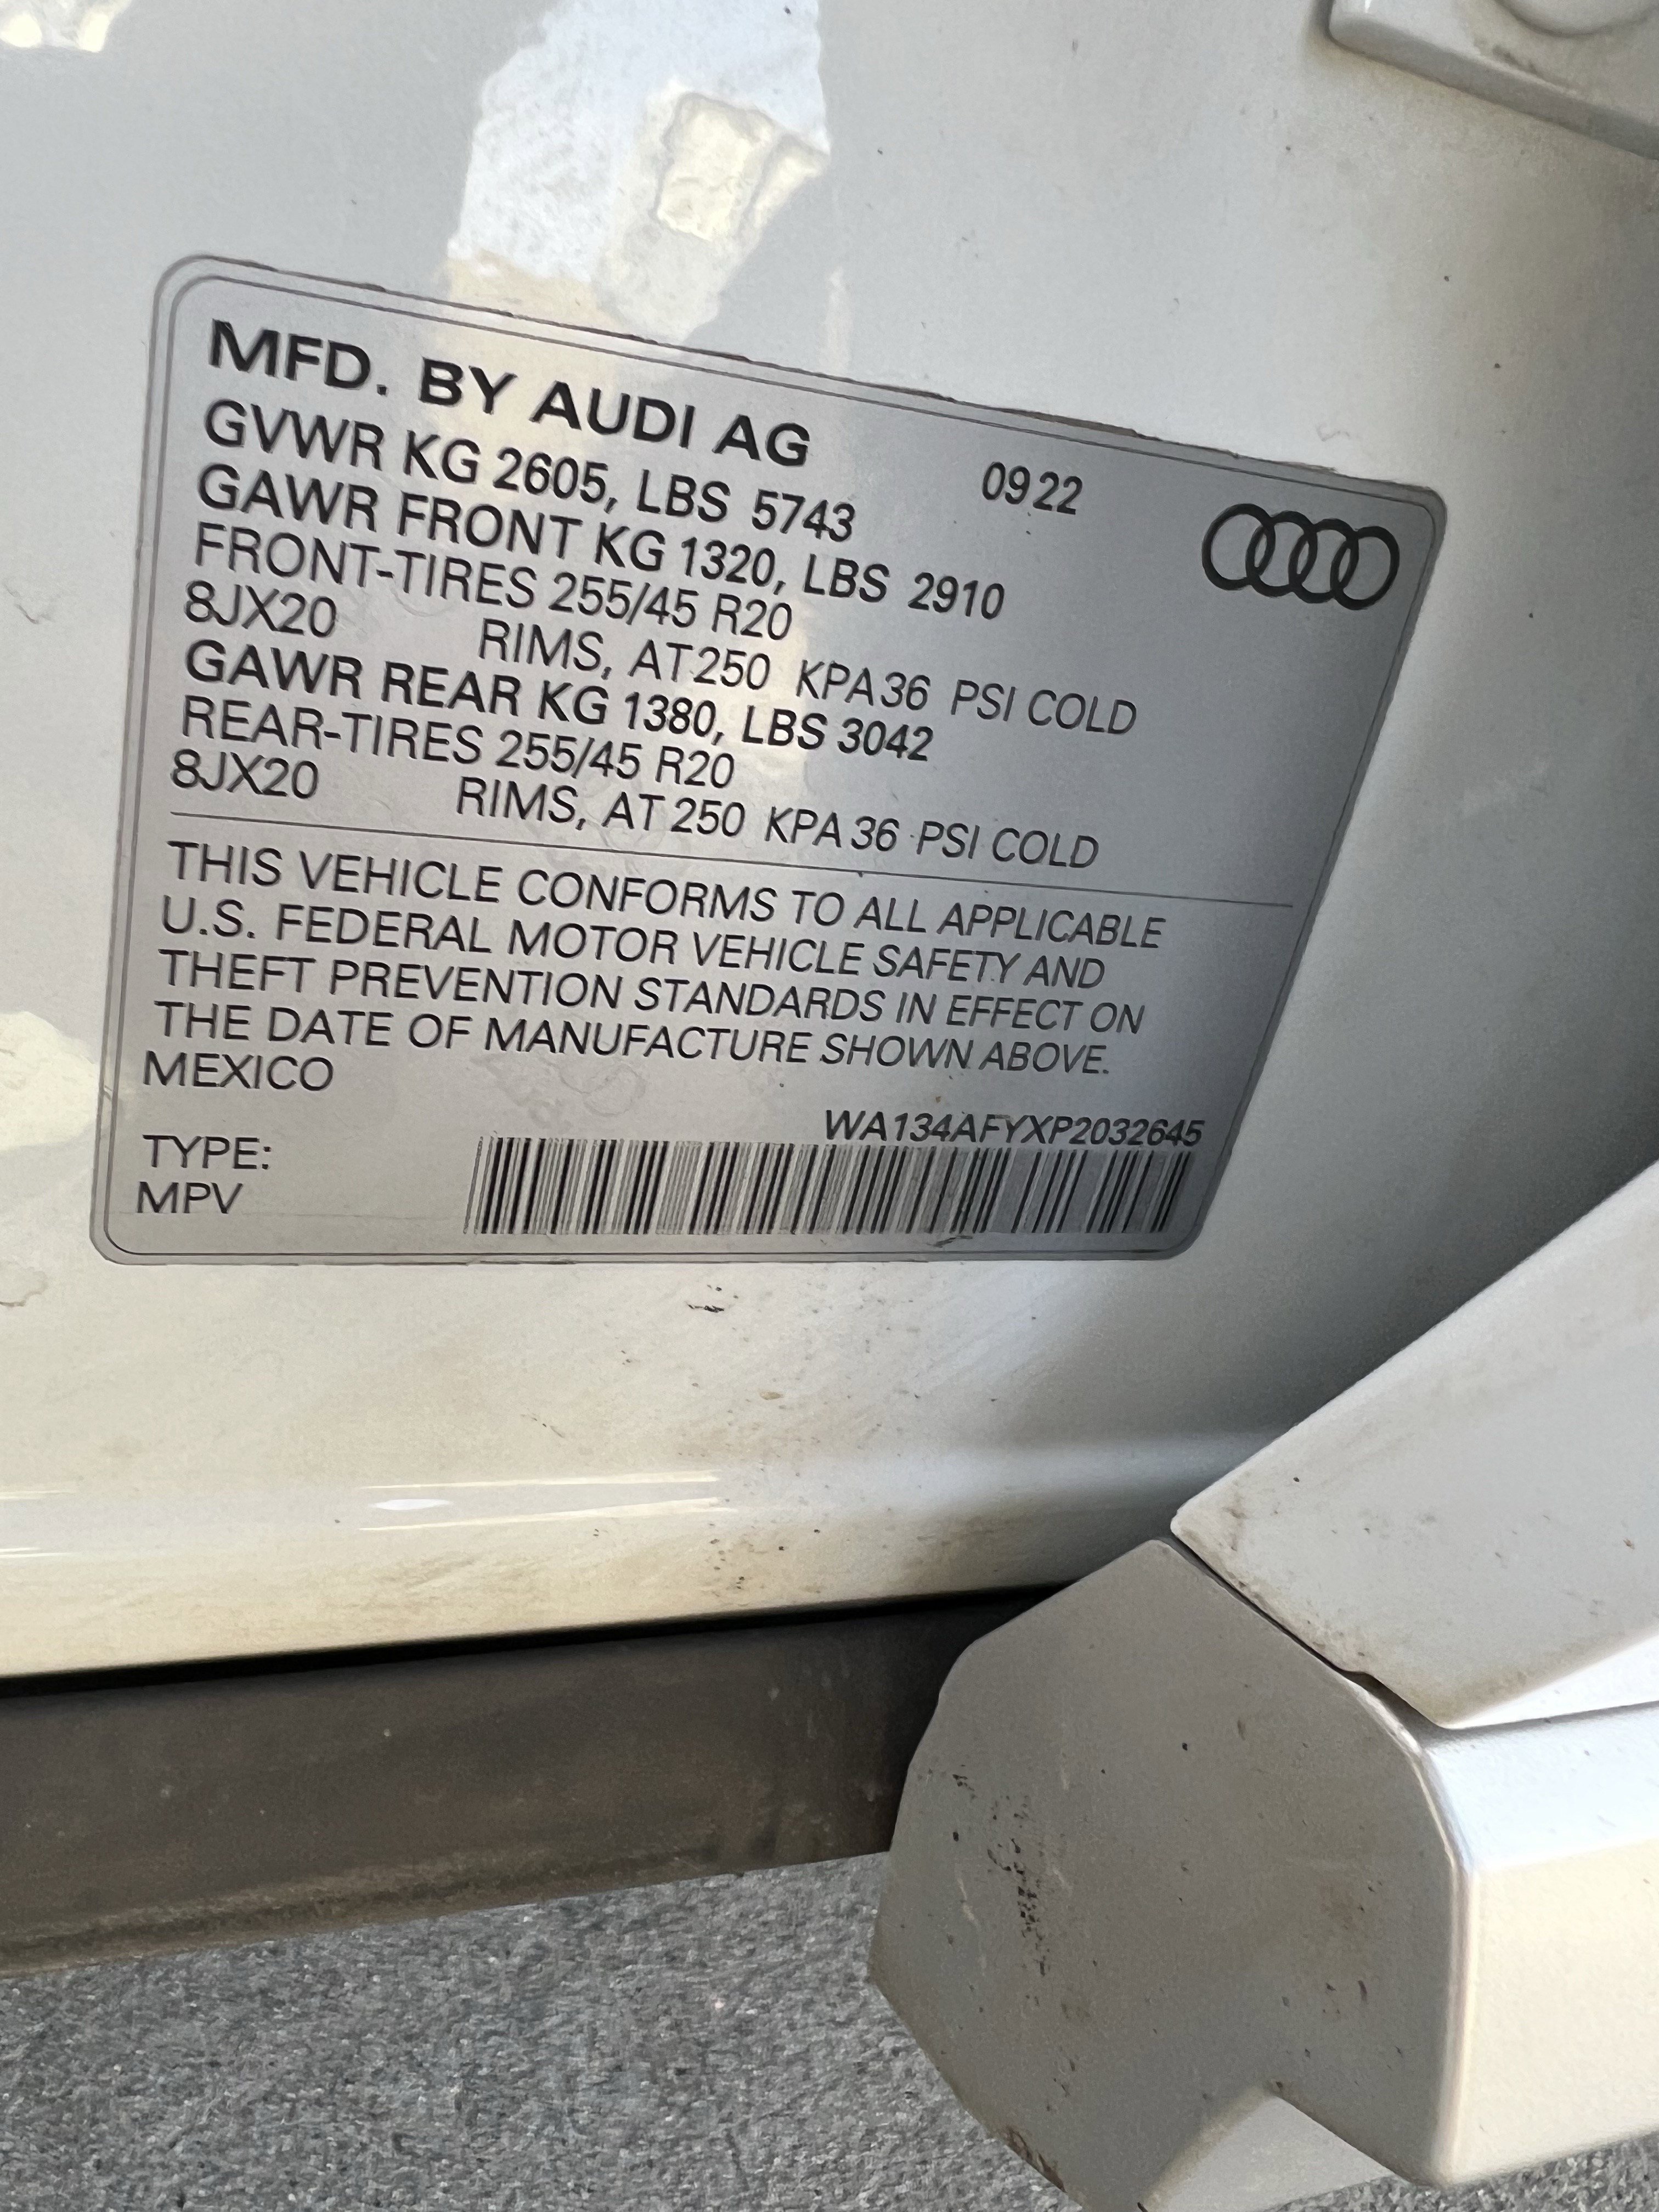 MFD. BY AUDI AG 09 22
GVWR KG 2605, LBS 5743
GAWR FRONT KG 1320, LBS 2910
FRONT-TIRES 255/45 R20
8JX20 RIMS, AT 250 KPA 36 PSI COLD
GAWR REAR KG 1380, LBS 3042
REAR-TIRES 255/45 R20
8JX20 RIMS, AT 250 KPA 36 PSI COLD
THIS VEHICLE CONFORMS TO ALL APPLICABLE
U.S. FEDERAL MOTOR VEHICLE SAFETY AND
THEFT PREVENTION STANDARDS IN EFFECT ON
THE DATE OF MANUFACTURE SHOWN ABOVE.
MEXICO
WA134AFYXP2032645
TYPE:
MPV